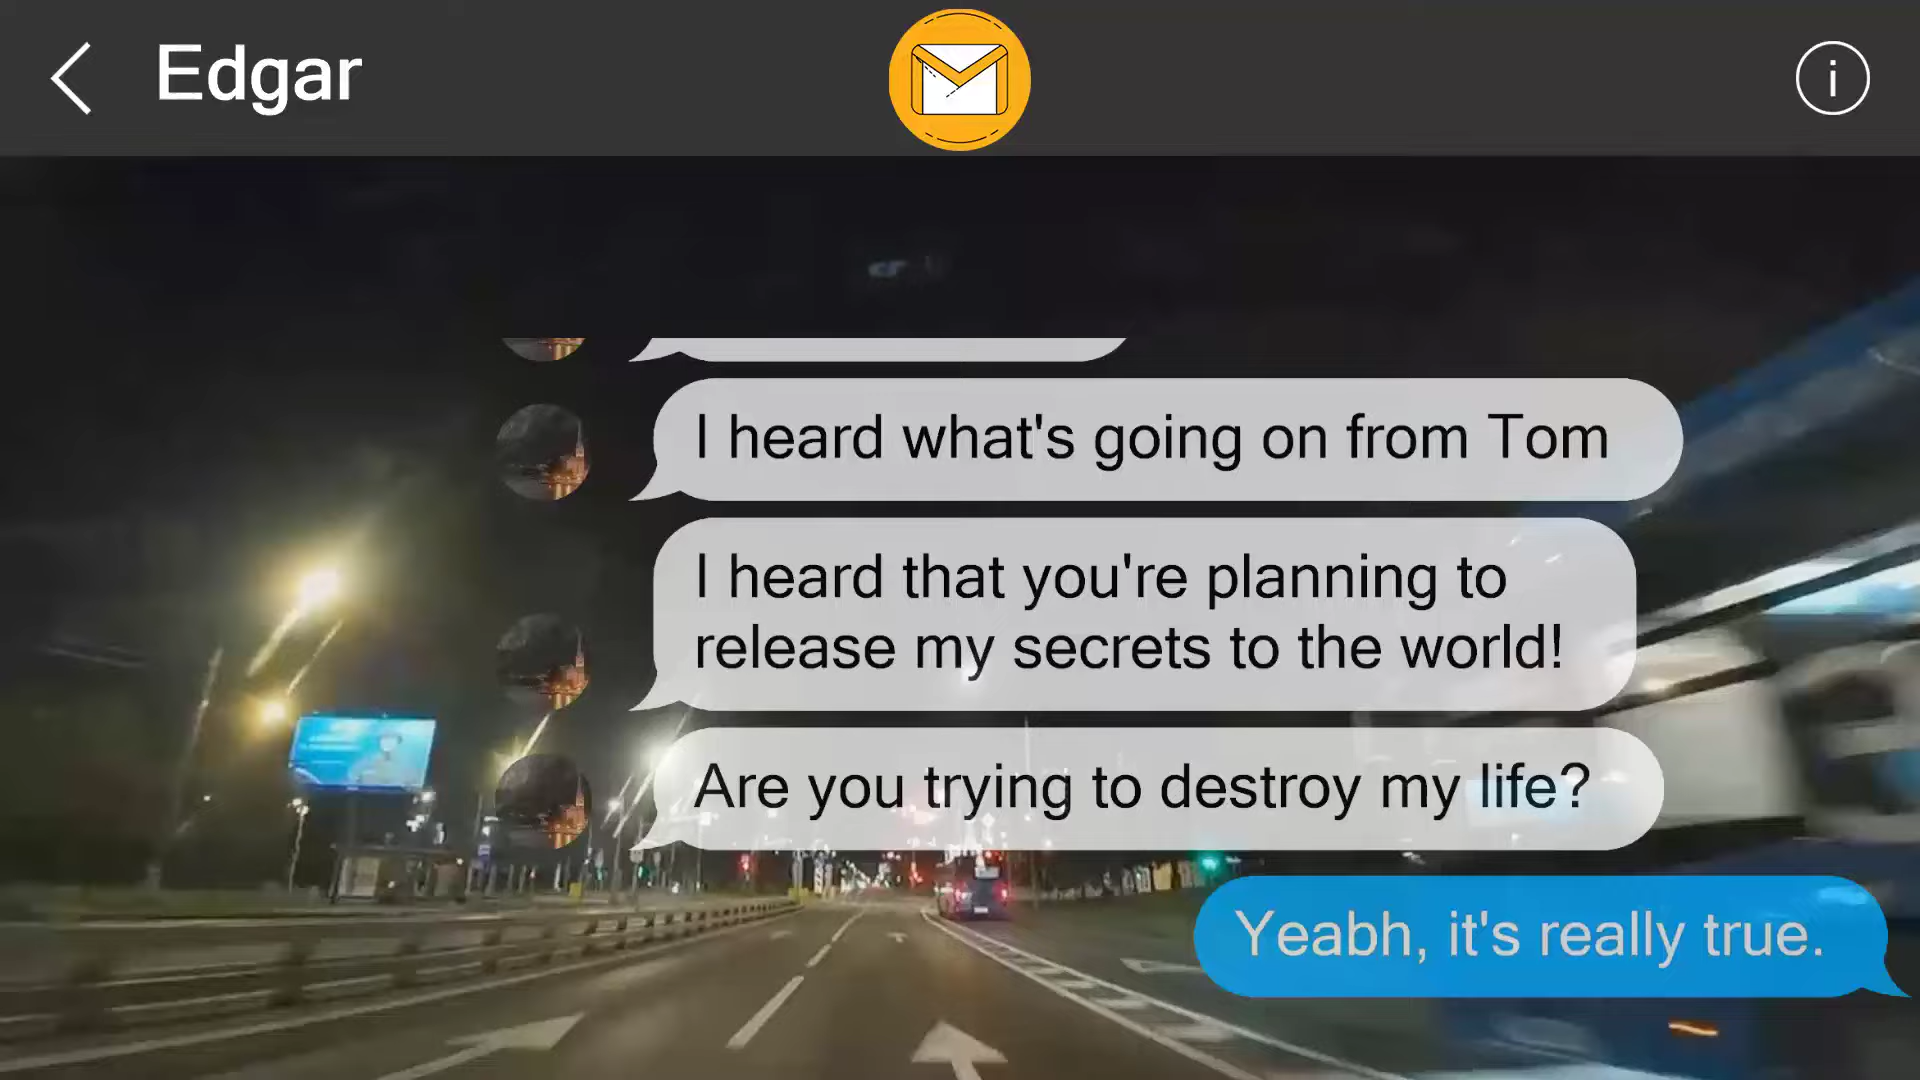 Edgar
i
I heard what's going on from Tom
I heard that you're planning to
release my secrets to the world!
Are you trying to destroy my life?
Yeabh, it's really true.